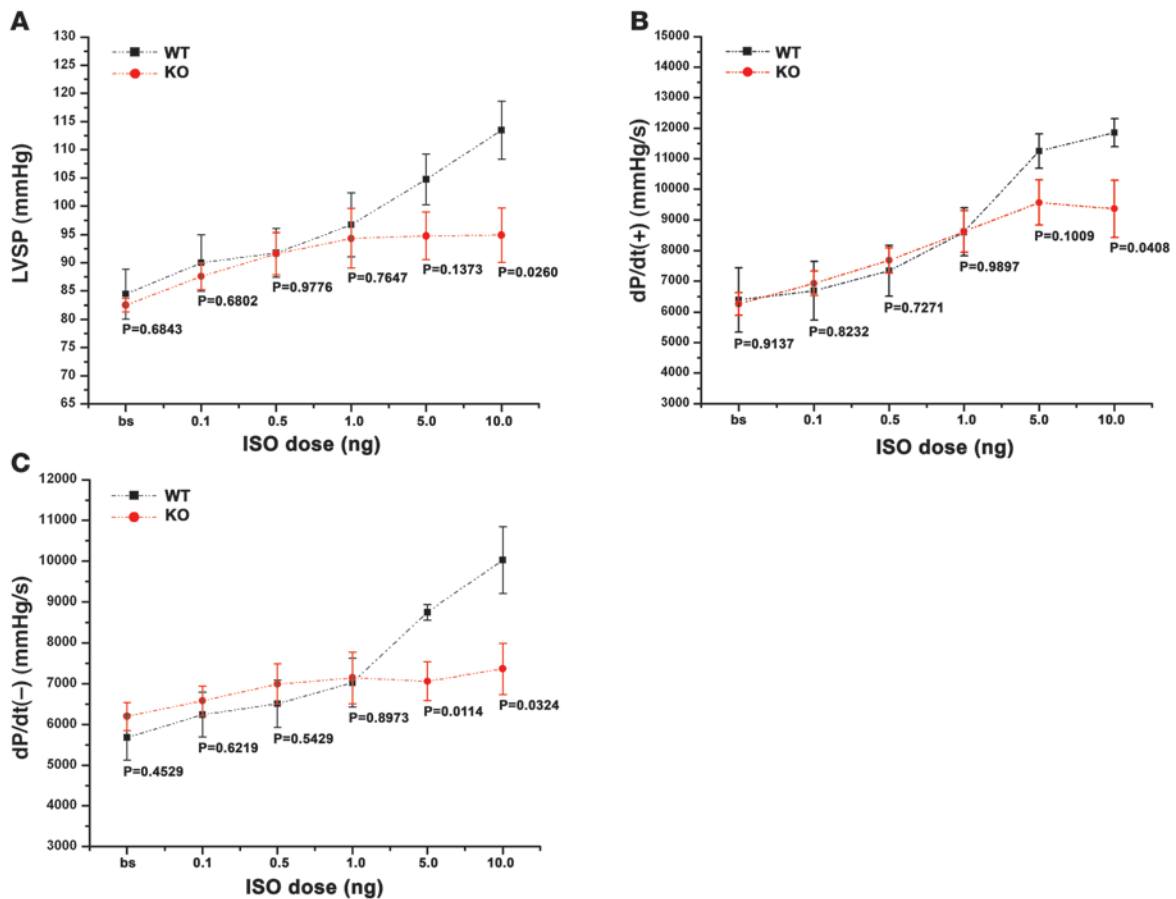 A
130
125
120
115
110
105
100
95
90
85
80
75
70
65
LVSP (mmHg)
WT
KO
P=0.6843
P=0.6802
P=0.9776
P=0.7647
P=0.1373
P=0.0260
bs 0.1 0.5 1.0 5.0 10.0
ISO dose (ng)
B
15000
14000
13000
12000
11000
10000
9000
8000
7000
6000
5000
4000
3000
dP/dt(+) (mmHg/s)
WT
KO
P=0.9137
P=0.8232
P=0.7271
P=0.9897
P=0.1009
P=0.0408
bs 0.1 0.5 1.0 5.0 10.0
ISO dose (ng)
C
12000
11000
10000
9000
8000
7000
6000
5000
4000
3000
dP/dt(−) (mmHg/s)
WT
KO
P=0.4529
P=0.6219
P=0.5429
P=0.8973
P=0.0114
P=0.0324
bs 0.1 0.5 1.0 5.0 10.0
ISO dose (ng)